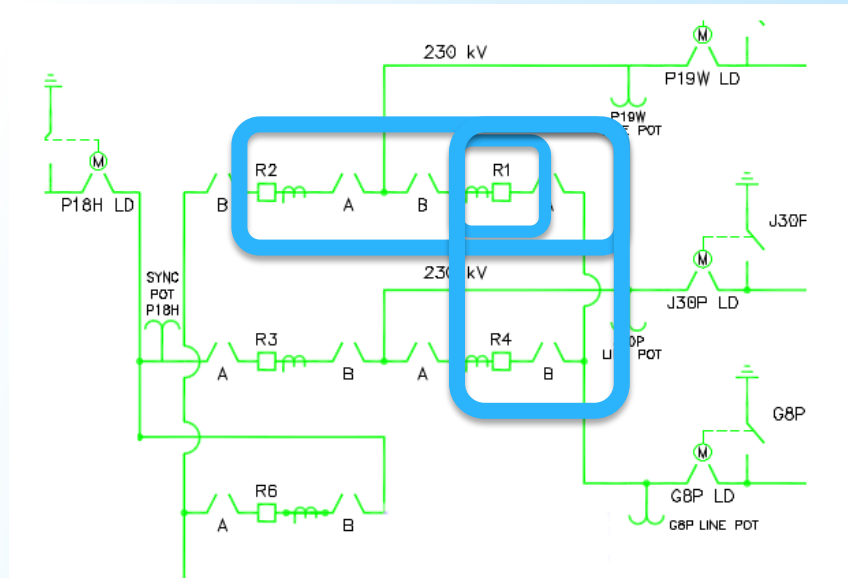 M
230 kV
P19W LD
P19W
POT
M
R2
R1
P18H LD
B
A
B
J30F
M
SYNC
POT
P18H
230 kV
J30P LD
R3
R4
POT
A
B
A
B
G8P
M
R6
G8P LD
A
B
G8P LINE POT